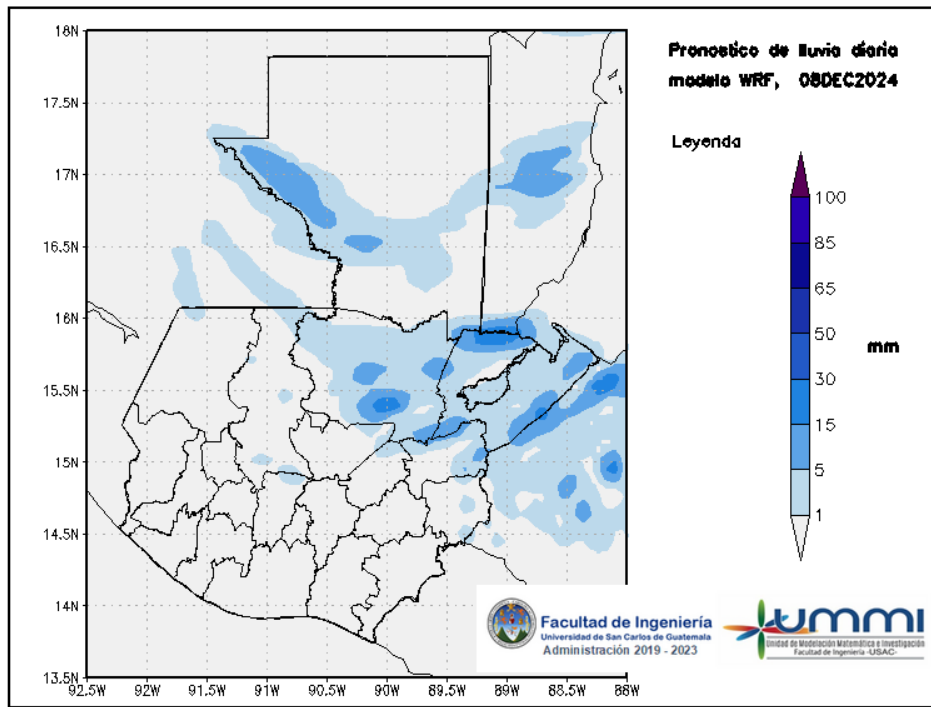 Pronostico de lluvia diaria
modelo WRF, 08DEC2024
Leyenda
100
85
65
50
30
15
5
1
mm
18N
17.5N
17N
16.5N
16N
15.5N
15N
14.5N
14N
13.5N
92.5W
92W
91.5W
91W
90.5W
90W
89.5W
89W
88.5W
88W
Facultad de Ingeniería
Universidad de San Carlos de Guatemala
Administración 2019 - 2023
UMMI
Unidad de Modelación Matemática e Investigación
Facultad de Ingeniería -USAC-